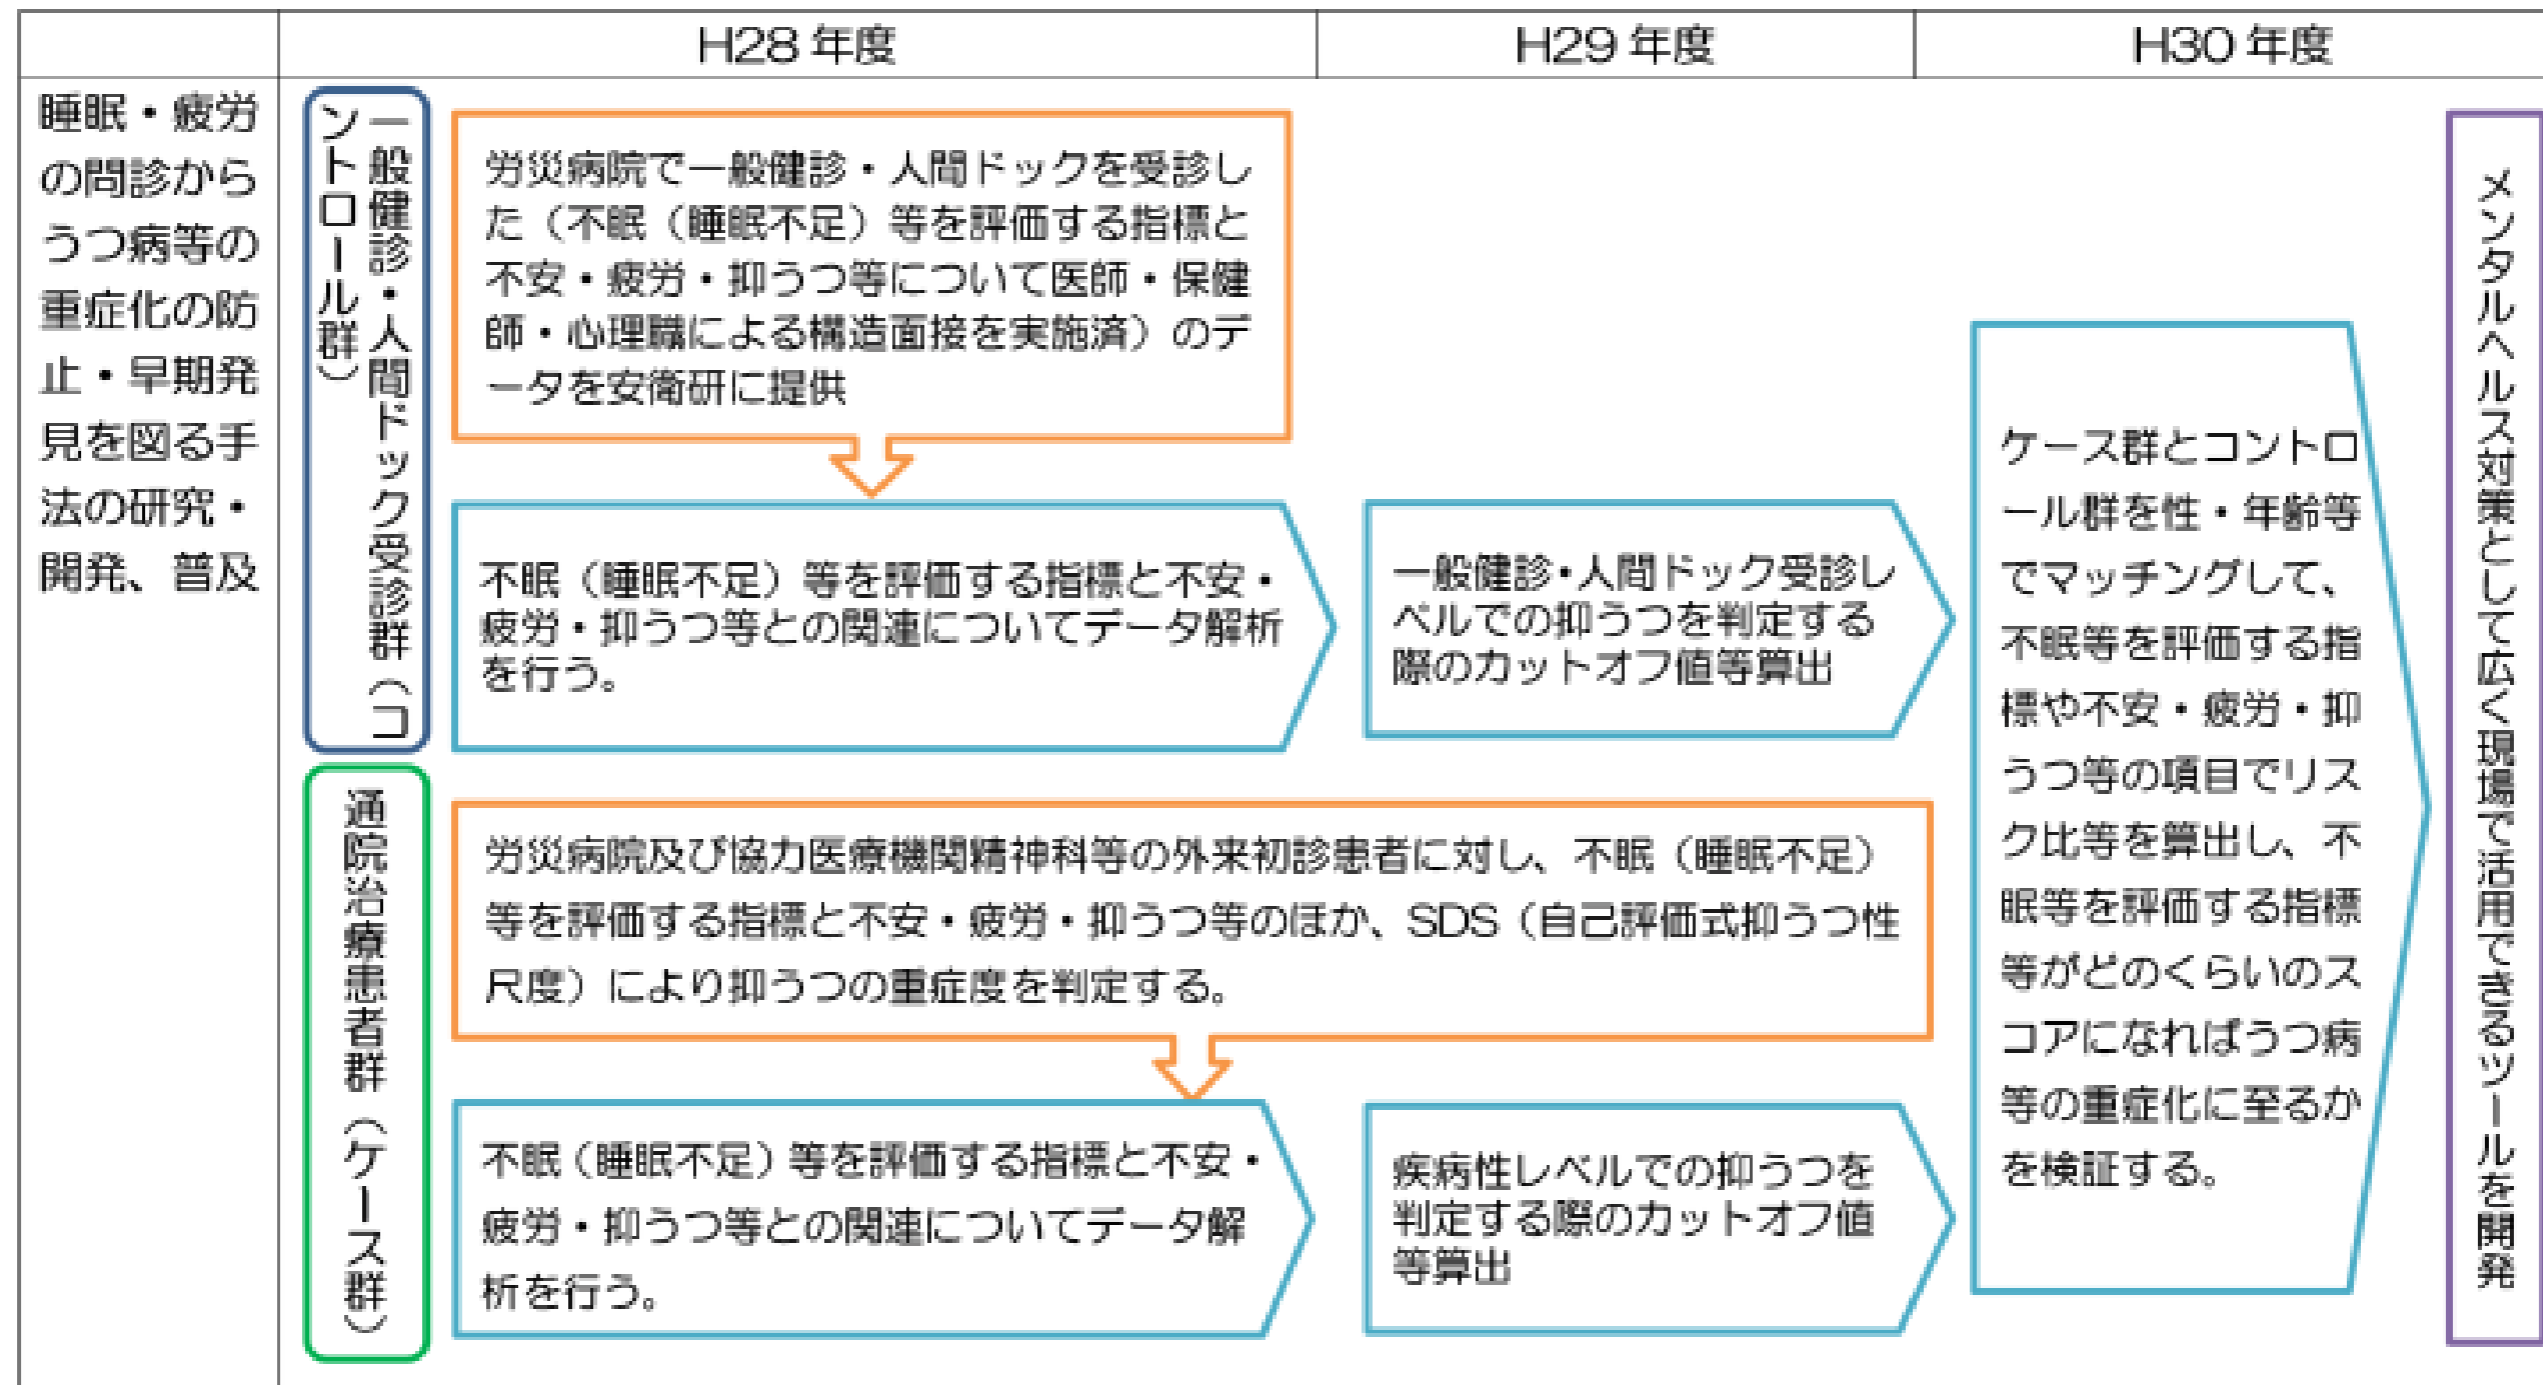 H28 年度
H29 年度
H30 年度
睡眠・疲労
の問診から
うつ病等の
重症化の防
止・早期発
見を図る手
法の研究・
開発、普及
一般健診・人間ドック受診群（コ
ントロール群）
労災病院で一般健診・人間ドックを受診し
た（不眠（睡眠不足）等を評価する指標と
不安・疲労・抑うつ等について医師・保健
師・心理職による構造面接を実施済）のデ
ータを安衛研に提供
不眠（睡眠不足）等を評価する指標と不安・
疲労・抑うつ等との関連についてデータ解析
を行う。
一般健診・人間ドック受診レ
ベルでの抑うつを判定する
際のカットオフ値等算出
通院治療患者群（ケース群）
労災病院及び協力医療機関精神科等の外来初診患者に対し、不眠（睡眠不足）
等を評価する指標と不安・疲労・抑うつ等のほか、SDS（自己評価式抑うつ性
尺度）により抑うつの重症度を判定する。
不眠（睡眠不足）等を評価する指標と不安・
疲労・抑うつ等との関連についてデータ解
析を行う。
疾病性レベルでの抑うつを
判定する際のカットオフ値
等算出
ケース群とコントロ
ール群を性・年齢等
でマッチングして、
不眠等を評価する指
標や不安・疲労・抑
うつ等の項目でリス
ク比等を算出し、不
眠等を評価する指標
等がどのくらいのス
コアになればうつ病
等の重症化に至るか
を検証する。
メンタルヘルス対策として広く現場で活用できるツールを開発